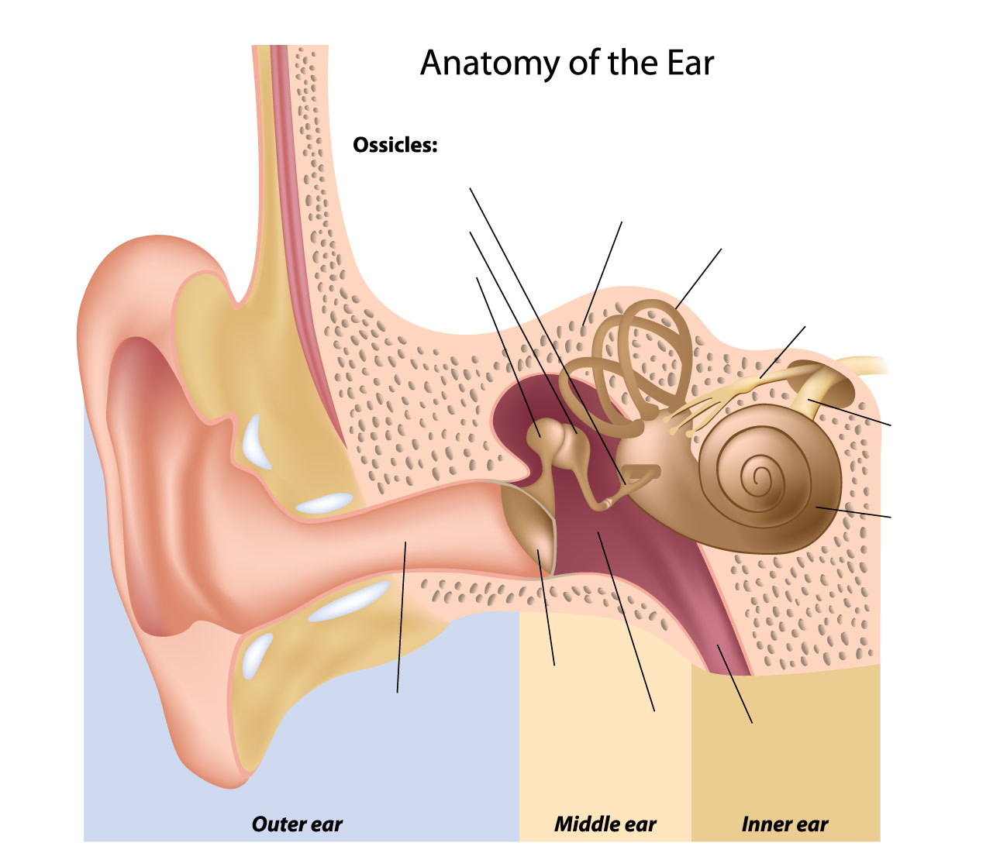 Anatomy of the Ear
Ossicles:
Outer ear
Middle ear
Inner ear